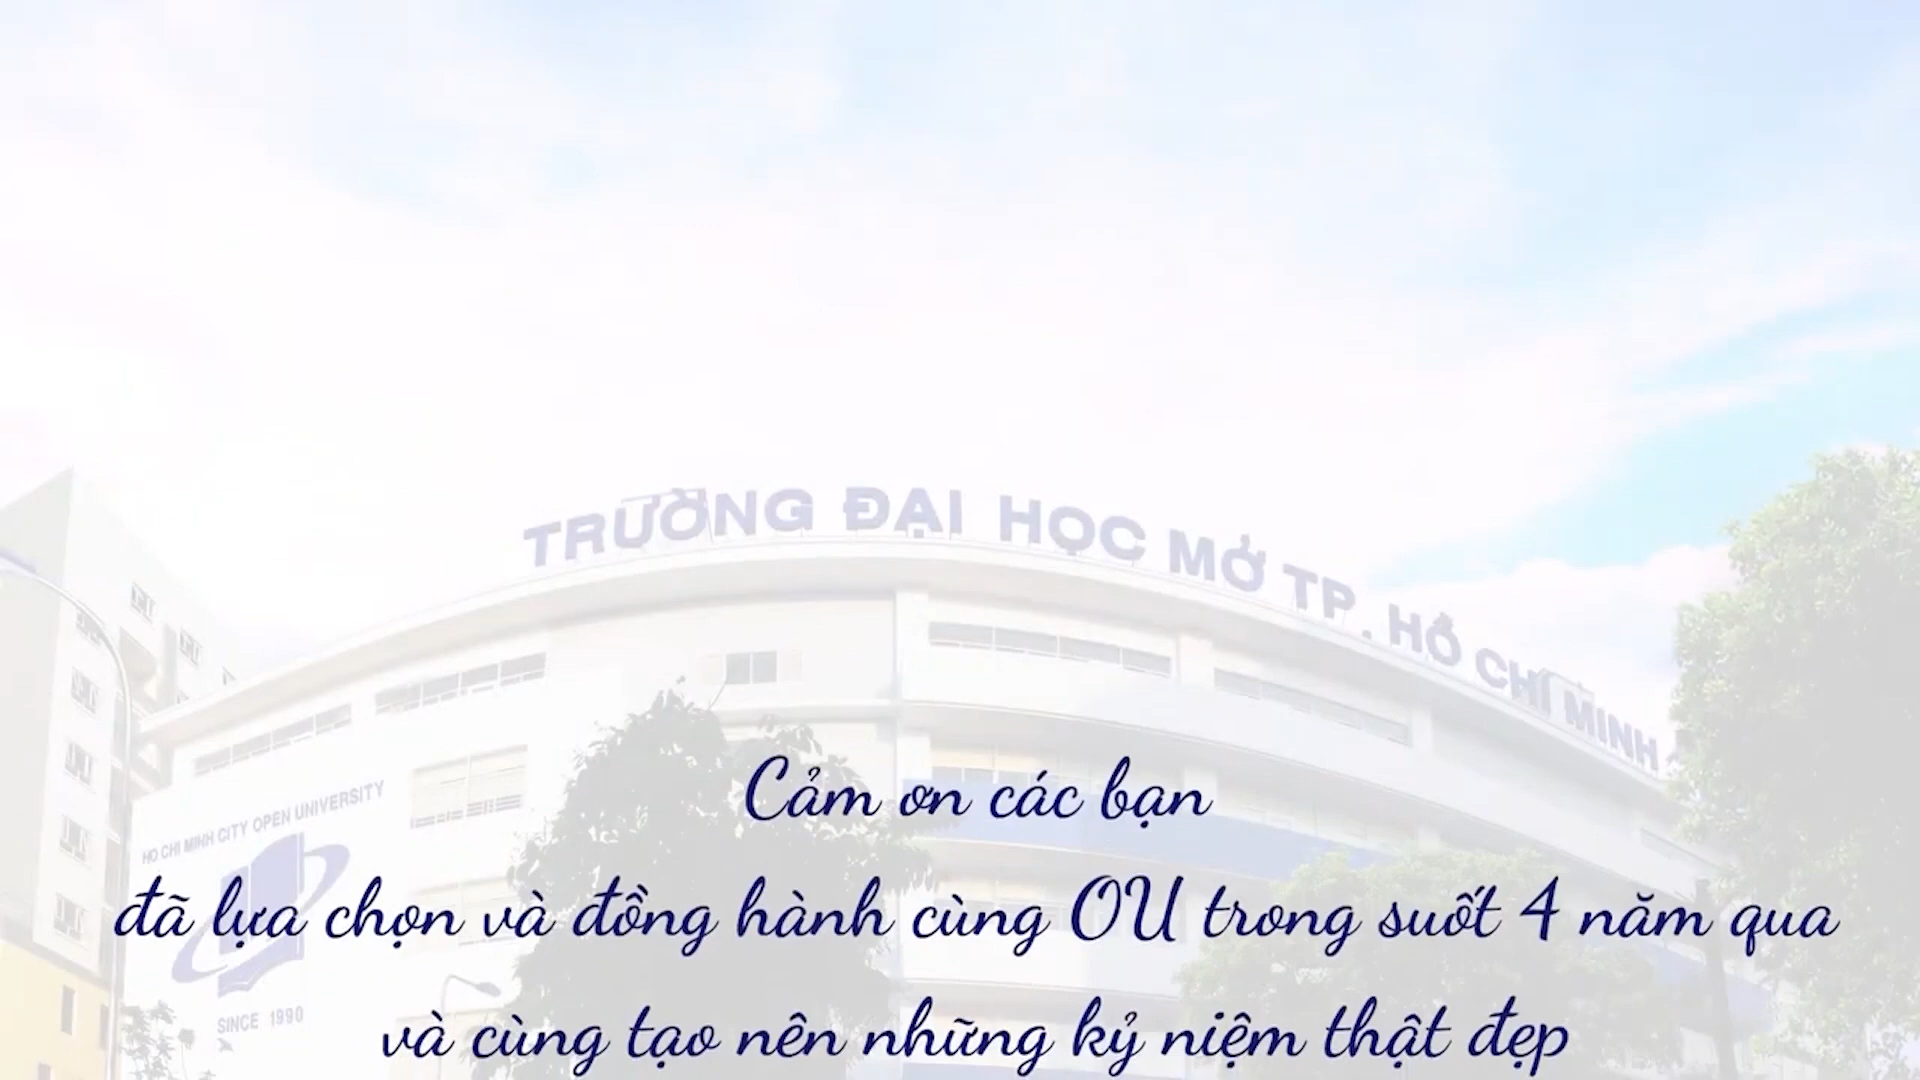 TRƯỜNG ĐẠI HỌC MỞ TP. HỒ CHÍ MINH
HO CHI MINH CITY OPEN UNIVERSITY
SINCE 1990
Cảm ơn các bạn
đã lựa chọn và đồng hành cùng OU trong suốt 4 năm qua
và cùng tạo nên những kỷ niệm thật đẹp